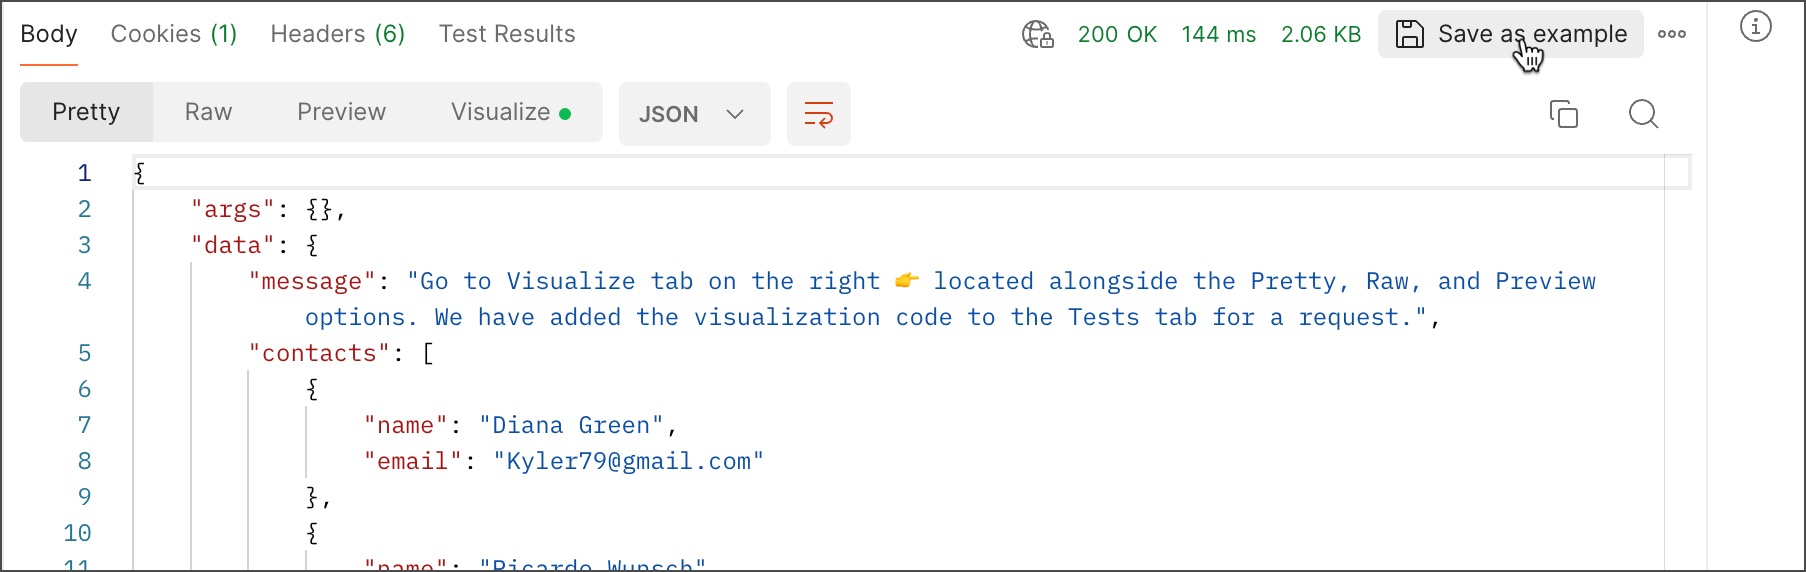 Body Cookies (1) Headers (6) Test Results 200 OK 144 ms 2.06 KB Save as example
Pretty Raw Preview Visualize JSON
1 {
2 "args": {},
3 "data": {
4 "message": "Go to Visualize tab on the right 👉 located alongside the Pretty, Raw, and Preview
options. We have added the visualization code to the Tests tab for a request.",
5 "contacts": [
6 {
7 "name": "Diana Green",
8 "email": "Kyler79@gmail.com"
9 },
10 {
11 "name": "Ricardo Wunsch"